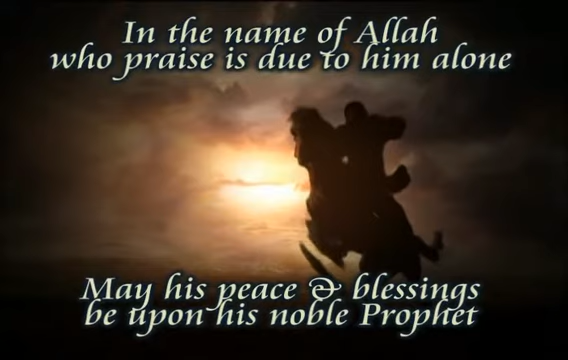 In the name of Allah
who praise is due to him alone
May his peace & blessings
be upon his noble Prophet